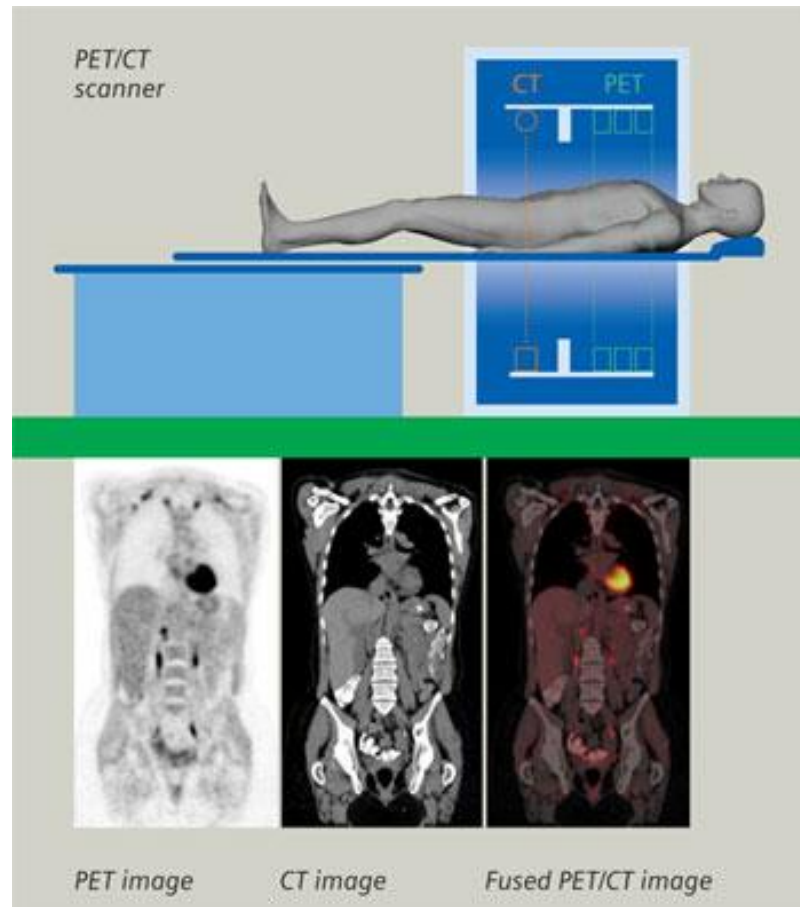 PET/CT
scanner
CT
PET
PET image
CT image
Fused PET/CT image